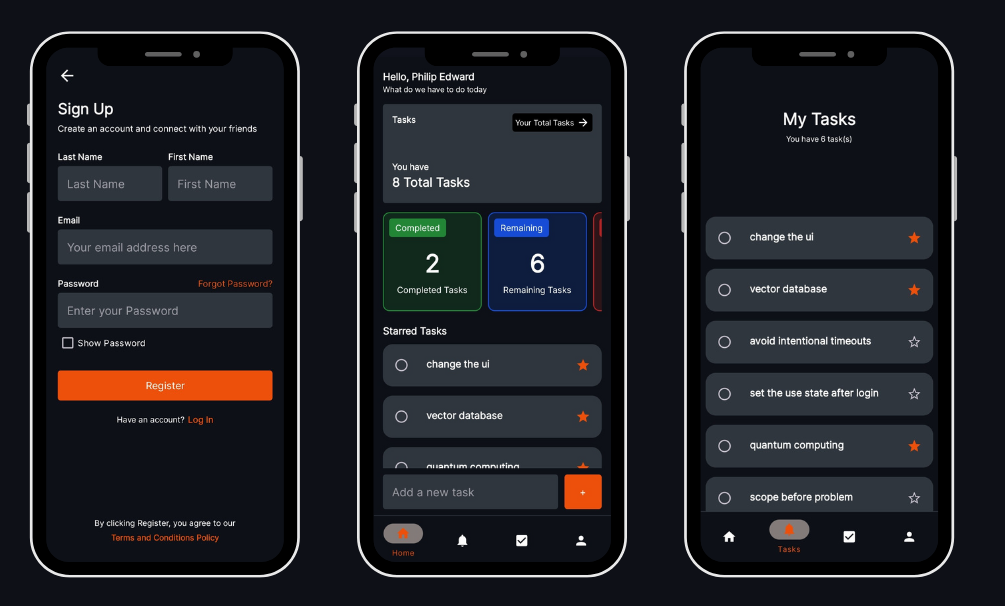 Sign Up
Create an account and connect with your friends
Last Name First Name
Last Name First Name
Email
Your email address here
Password Forgot Password?
Enter your Password
Show Password
Register
Have an account? Log In
By clicking Register, you agree to our
Terms and Conditions Policy
Hello, Philip Edward
What do we have to do today
Tasks Your Total Tasks →
You have
8 Total Tasks
Completed Remaining
2 6
Completed Tasks Remaining Tasks
Starred Tasks
change the ui
vector database
quantum computing
Add a new task +
Home
My Tasks
You have 6 task(s)
change the ui
vector database
avoid intentional timeouts
set the use state after login
quantum computing
scope before problem
Tasks